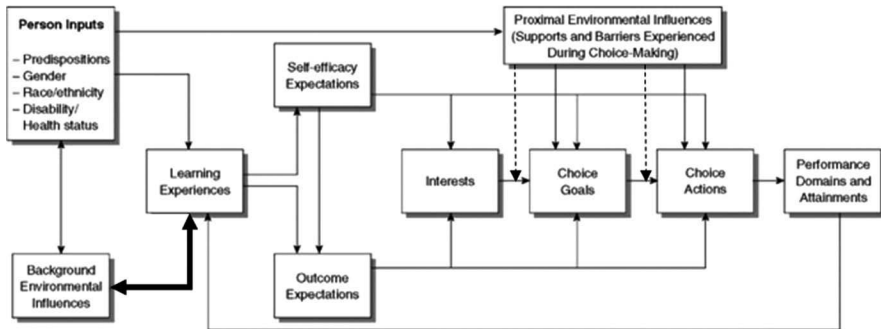 Person Inputs
– Predispositions
– Gender
– Race/ethnicity
– Disability/
Health status
Proximal Environmental Influences
(Supports and Barriers Experienced
During Choice-Making)
Self-efficacy
Expectations
Learning
Experiences
Interests
Choice
Goals
Choice
Actions
Performance
Domains and
Attainments
Background
Environmental
Influences
Outcome
Expectations